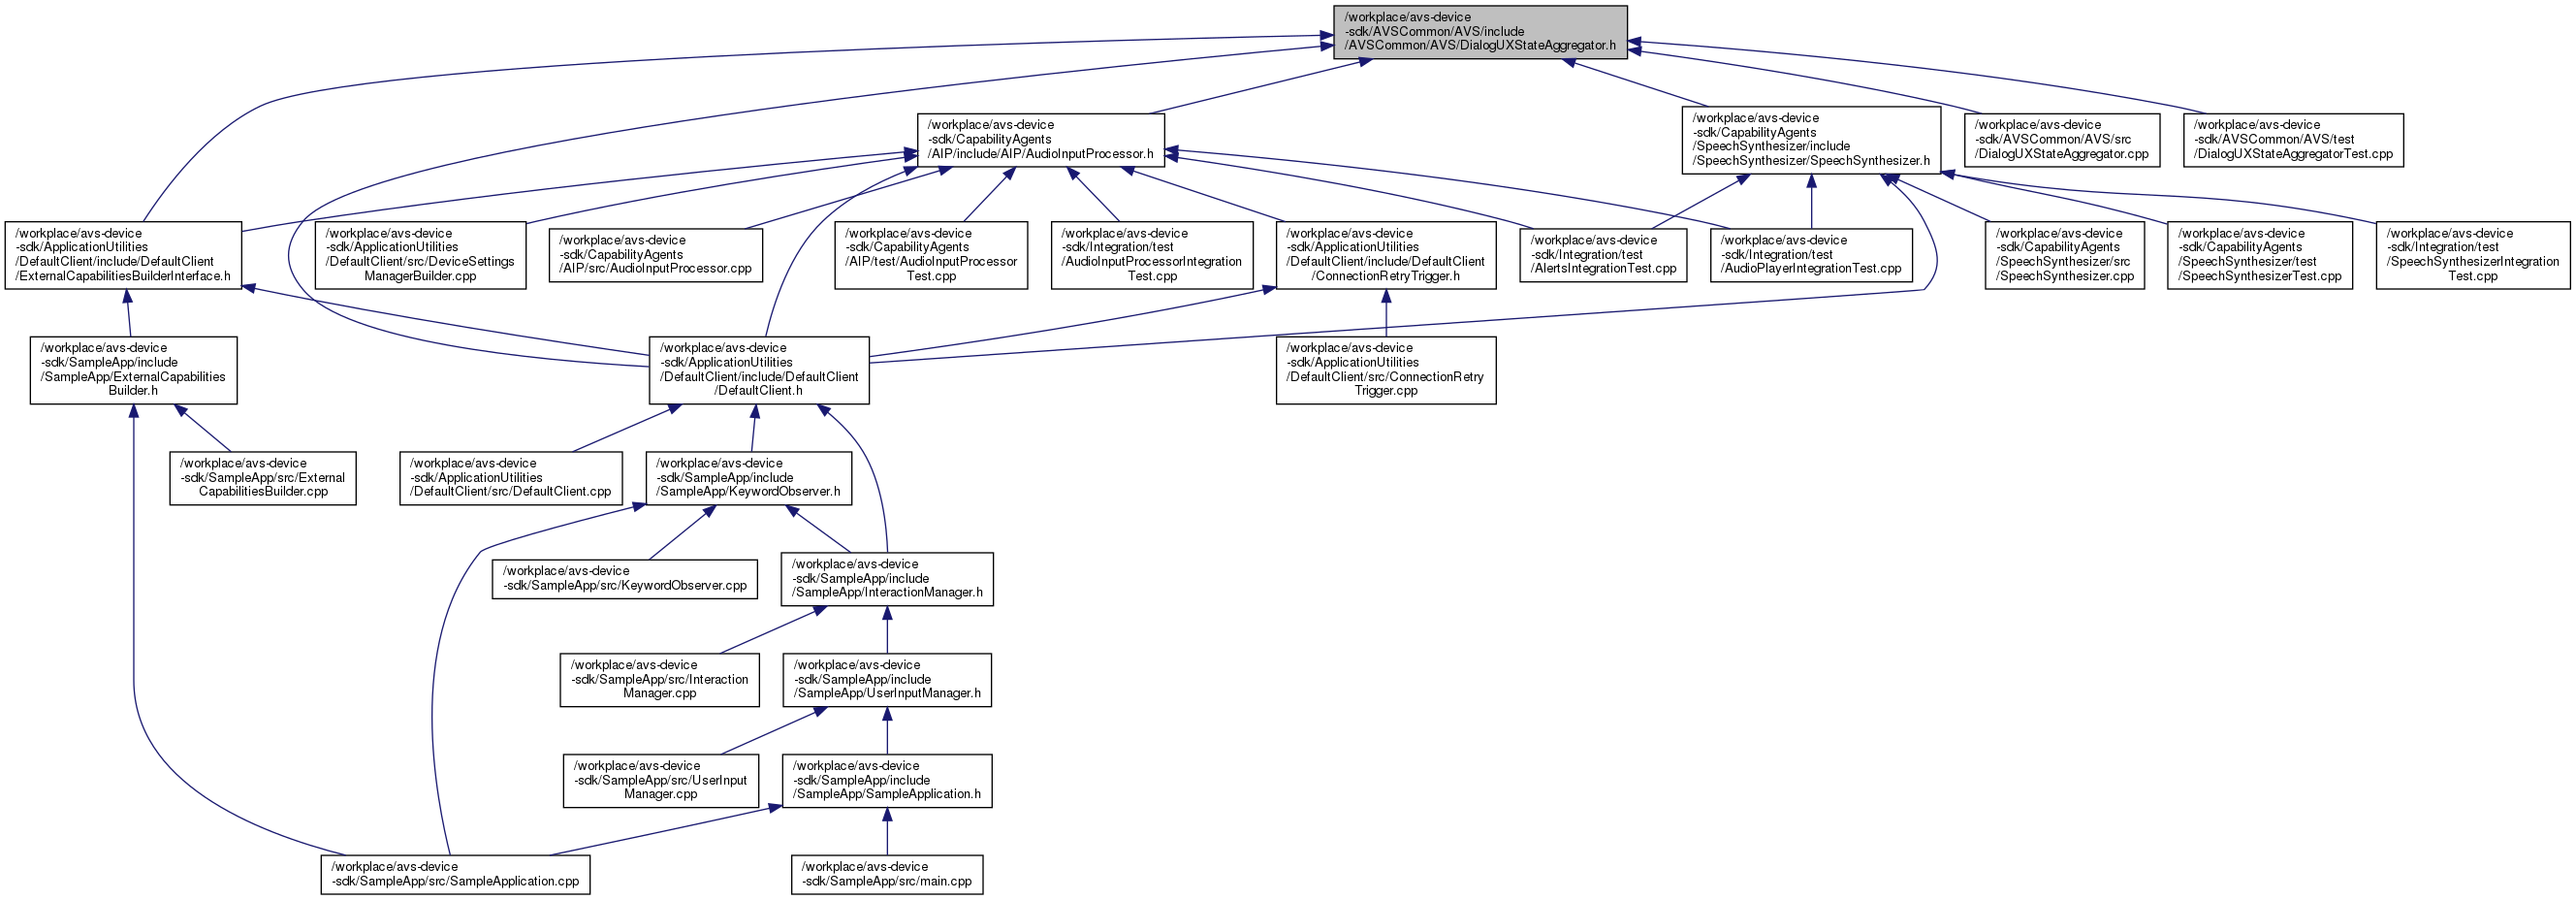 /workplace/avs-device
-sdk/AVSCommon/AVS/include
/AVSCommon/AVS/DialogUXStateAggregator.h
/workplace/avs-device
-sdk/CapabilityAgents
/AIP/include/AIP/AudioInputProcessor.h
/workplace/avs-device
-sdk/CapabilityAgents
/SpeechSynthesizer/include
/SpeechSynthesizer/SpeechSynthesizer.h
/workplace/avs-device
-sdk/AVSCommon/AVS/src
/DialogUXStateAggregator.cpp
/workplace/avs-device
-sdk/AVSCommon/AVS/test
/DialogUXStateAggregatorTest.cpp
/workplace/avs-device
-sdk/ApplicationUtilities
/DefaultClient/include/DefaultClient
/ExternalCapabilitiesBuilderInterface.h
/workplace/avs-device
-sdk/ApplicationUtilities
/DefaultClient/src/DeviceSettings
ManagerBuilder.cpp
/workplace/avs-device
-sdk/CapabilityAgents
/AIP/src/AudioInputProcessor.cpp
/workplace/avs-device
-sdk/CapabilityAgents
/AIP/test/AudioInputProcessor
Test.cpp
/workplace/avs-device
-sdk/Integration/test
/AudioInputProcessorIntegration
Test.cpp
/workplace/avs-device
-sdk/ApplicationUtilities
/DefaultClient/include/DefaultClient
/ConnectionRetryTrigger.h
/workplace/avs-device
-sdk/Integration/test
/AlertsIntegrationTest.cpp
/workplace/avs-device
-sdk/Integration/test
/AudioPlayerIntegrationTest.cpp
/workplace/avs-device
-sdk/CapabilityAgents
/SpeechSynthesizer/src
/SpeechSynthesizer.cpp
/workplace/avs-device
-sdk/CapabilityAgents
/SpeechSynthesizer/test
/SpeechSynthesizerTest.cpp
/workplace/avs-device
-sdk/Integration/test
/SpeechSynthesizerIntegration
Test.cpp
/workplace/avs-device
-sdk/SampleApp/include
/SampleApp/ExternalCapabilities
Builder.h
/workplace/avs-device
-sdk/ApplicationUtilities
/DefaultClient/include/DefaultClient
/DefaultClient.h
/workplace/avs-device
-sdk/ApplicationUtilities
/DefaultClient/src/ConnectionRetry
Trigger.cpp
/workplace/avs-device
-sdk/SampleApp/src/External
CapabilitiesBuilder.cpp
/workplace/avs-device
-sdk/ApplicationUtilities
/DefaultClient/src/DefaultClient.cpp
/workplace/avs-device
-sdk/SampleApp/include
/SampleApp/KeywordObserver.h
/workplace/avs-device
-sdk/SampleApp/src/KeywordObserver.cpp
/workplace/avs-device
-sdk/SampleApp/include
/SampleApp/InteractionManager.h
/workplace/avs-device
-sdk/SampleApp/src/Interaction
Manager.cpp
/workplace/avs-device
-sdk/SampleApp/include
/SampleApp/UserInputManager.h
/workplace/avs-device
-sdk/SampleApp/src/UserInput
Manager.cpp
/workplace/avs-device
-sdk/SampleApp/include
/SampleApp/SampleApplication.h
/workplace/avs-device
-sdk/SampleApp/src/SampleApplication.cpp
/workplace/avs-device
-sdk/SampleApp/src/main.cpp